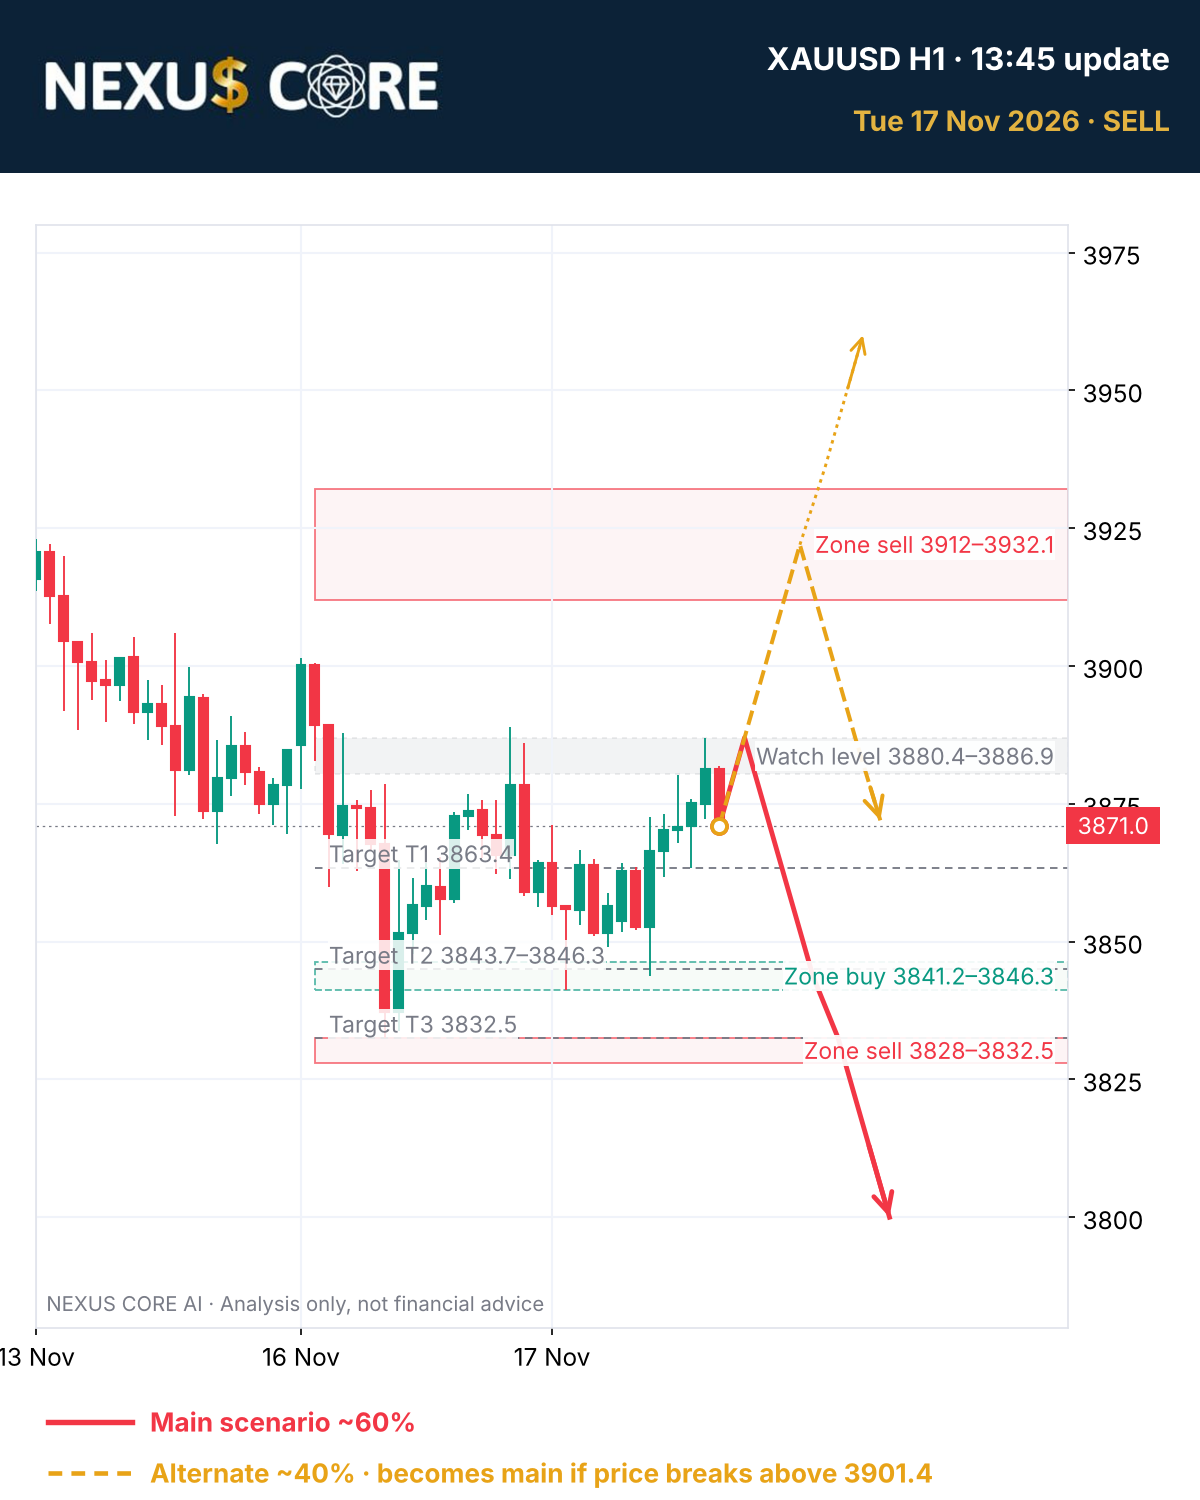 NEXU$ CORE
XAUUSD H1 · 13:45 update
Tue 17 Nov 2026 · SELL
3975
3950
3925
Zone sell 3912–3932.1
3900
Watch level 3880.4–3886.9
3875
3871.0
Target T1 3863.4
3850
Target T2 3843.7–3846.3
Zone buy 3841.2–3846.3
Target T3 3832.5
Zone sell 3828–3832.5
3825
3800
NEXUS CORE AI · Analysis only, not financial advice
13 Nov
16 Nov
17 Nov
Main scenario ~60%
Alternate ~40% · becomes main if price breaks above 3901.4